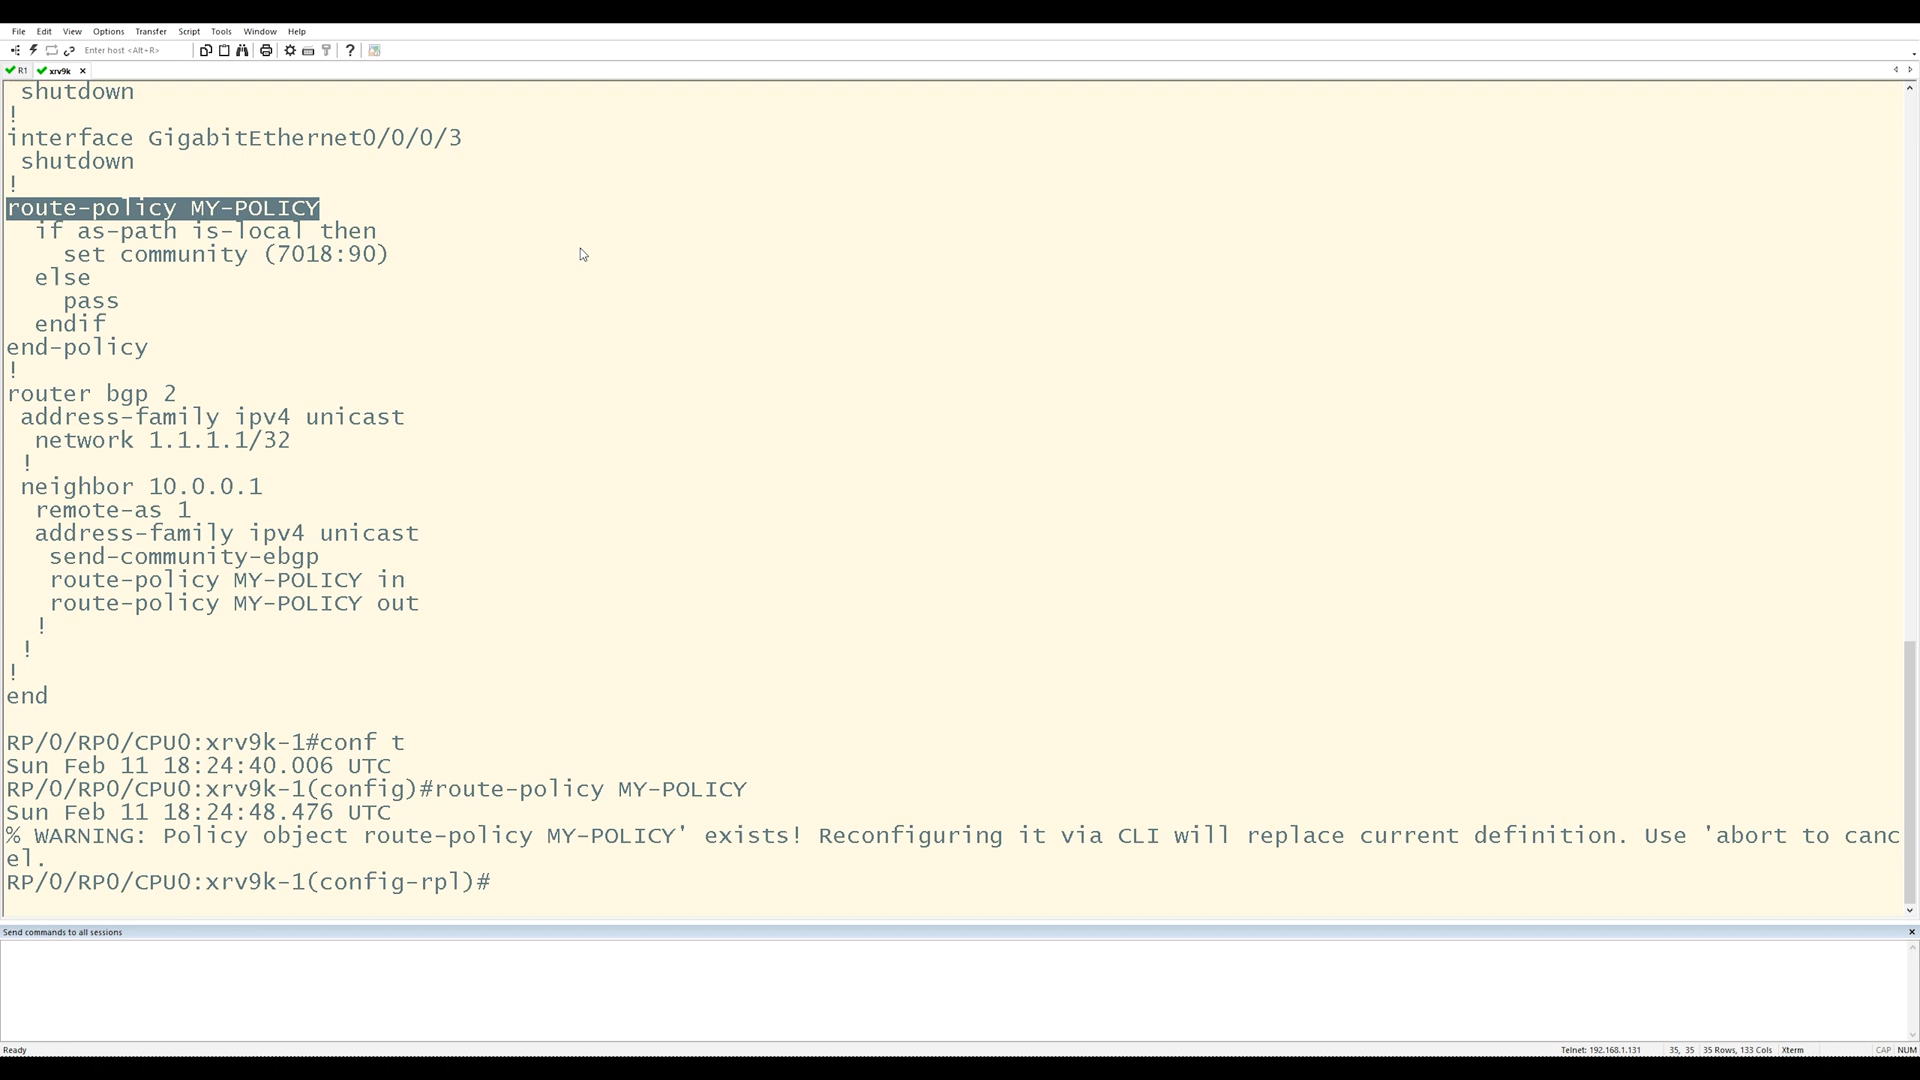 File Edit View Options Transfer Script Tools Window Help
Enter host <Alt+R>
R1 xrv9k
shutdown
!
interface GigabitEthernet0/0/0/3
shutdown
!
route-policy MY-POLICY
if as-path is-local then
set community (7018:90)
else
pass
endif
end-policy
!
router bgp 2
address-family ipv4 unicast
network 1.1.1.1/32
!
neighbor 10.0.0.1
remote-as 1
address-family ipv4 unicast
send-community-ebgp
route-policy MY-POLICY in
route-policy MY-POLICY out
!
!
!
end
RP/0/RP0/CPU0:xrv9k-1#conf t
Sun Feb 11 18:24:40.006 UTC
RP/0/RP0/CPU0:xrv9k-1(config)#route-policy MY-POLICY
Sun Feb 11 18:24:48.476 UTC
% WARNING: Policy object route-policy MY-POLICY' exists! Reconfiguring it via CLI will replace current definition. Use 'abort to canc
el.
RP/0/RP0/CPU0:xrv9k-1(config-rpl)#
Send commands to all sessions
Ready Telnet: 192.168.1.131 35, 35 35 Rows, 133 Cols Xterm CAP NUM